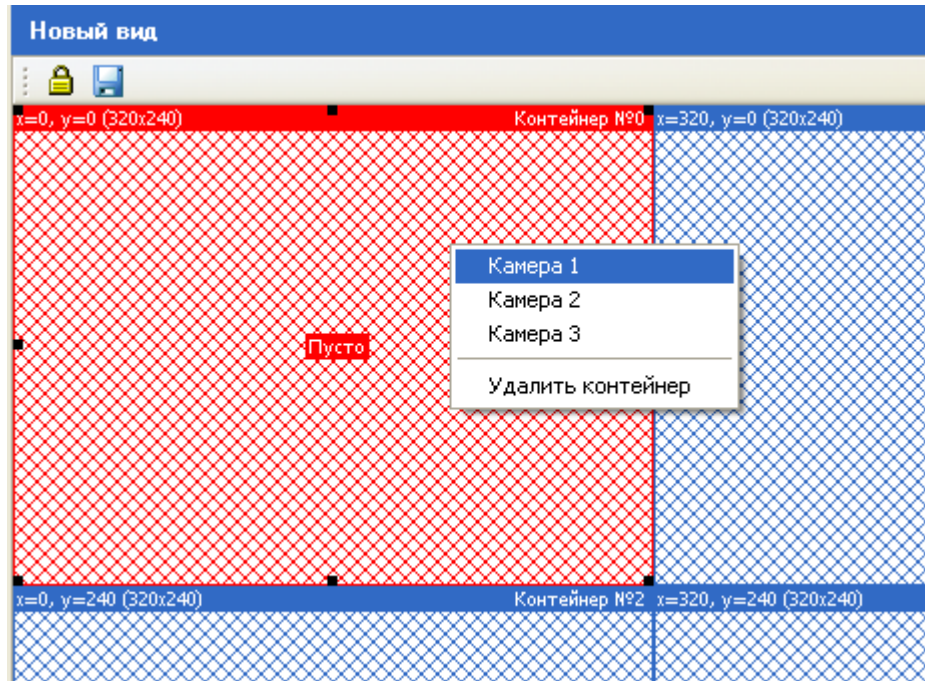 Новый вид
x=0, y=0 (320x240) Контейнер №0 x=320, y=0 (320x240)
Камера 1
Камера 2
Камера 3
Пусто
Удалить контейнер
x=0, y=240 (320x240) Контейнер №2 x=320, y=240 (320x240)